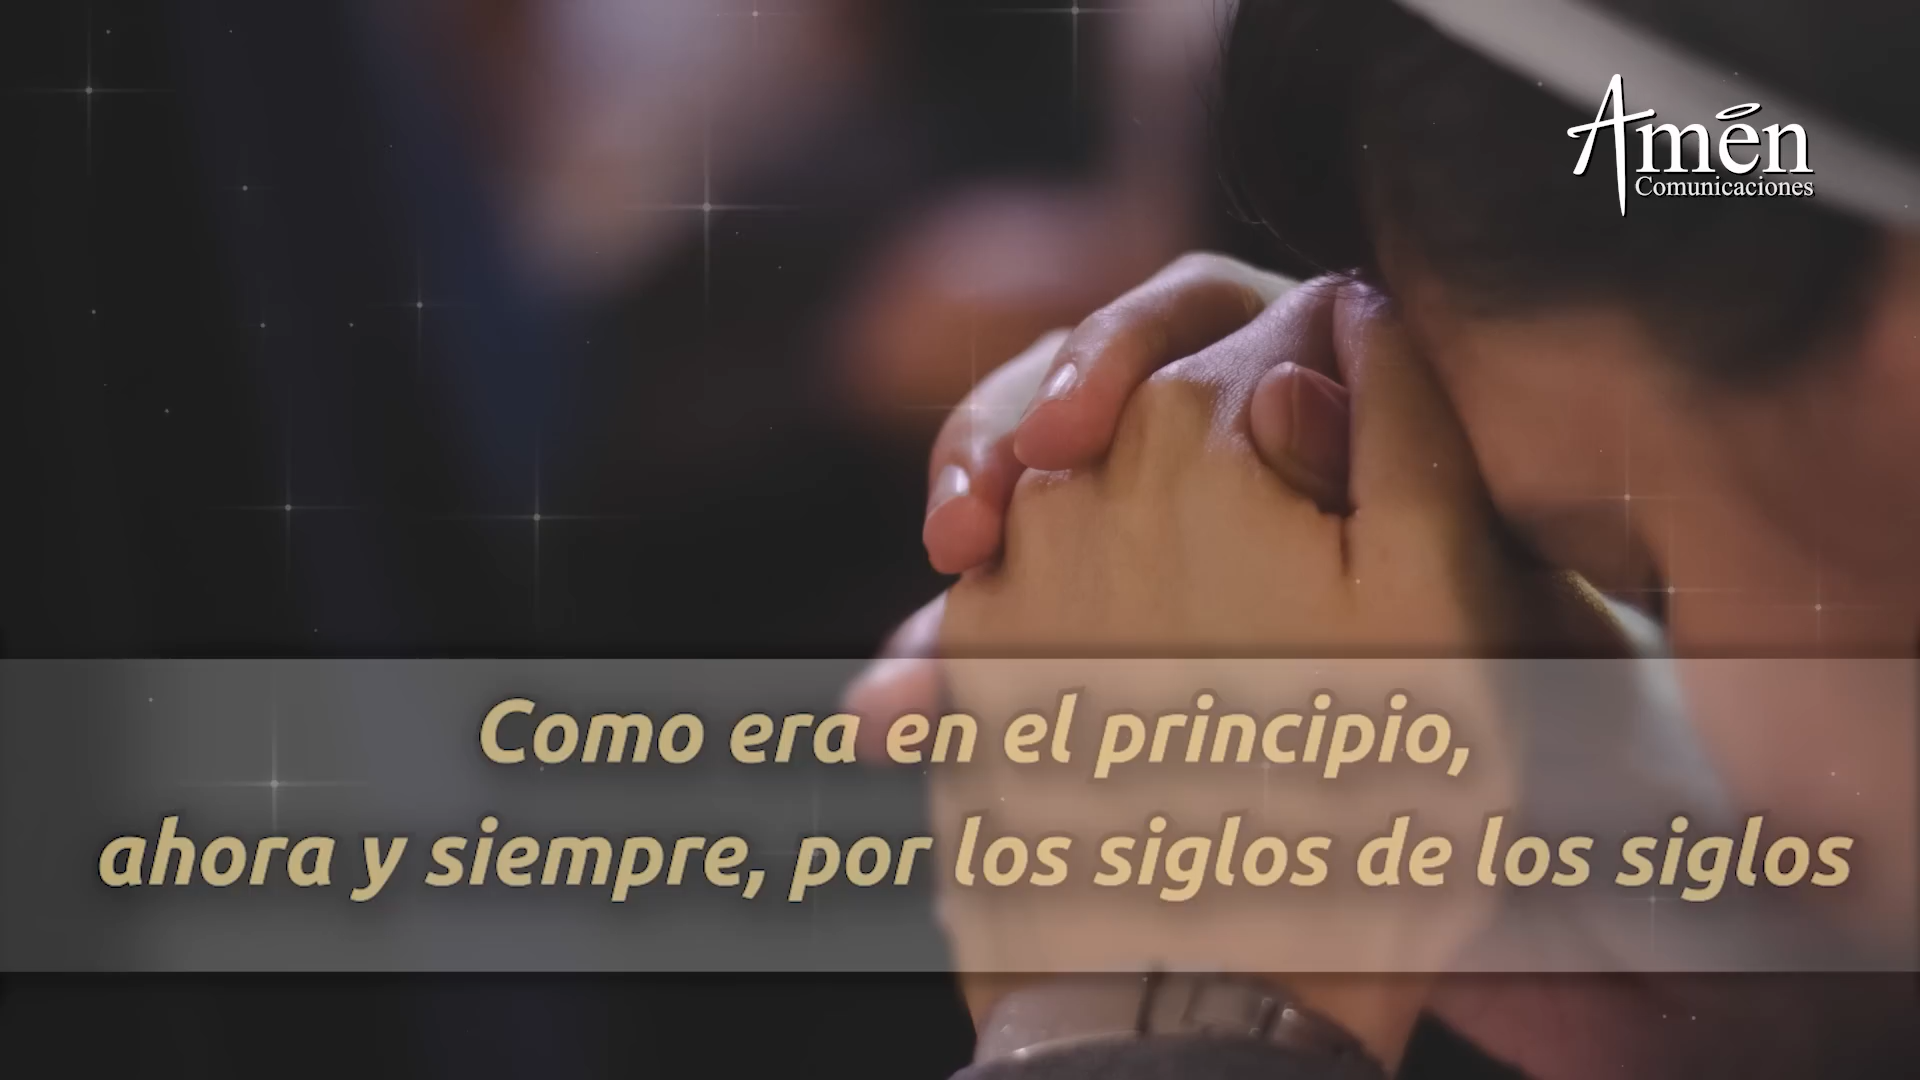 Amén
Comunicaciones
Como era en el principio,
ahora y siempre, por los siglos de los siglos